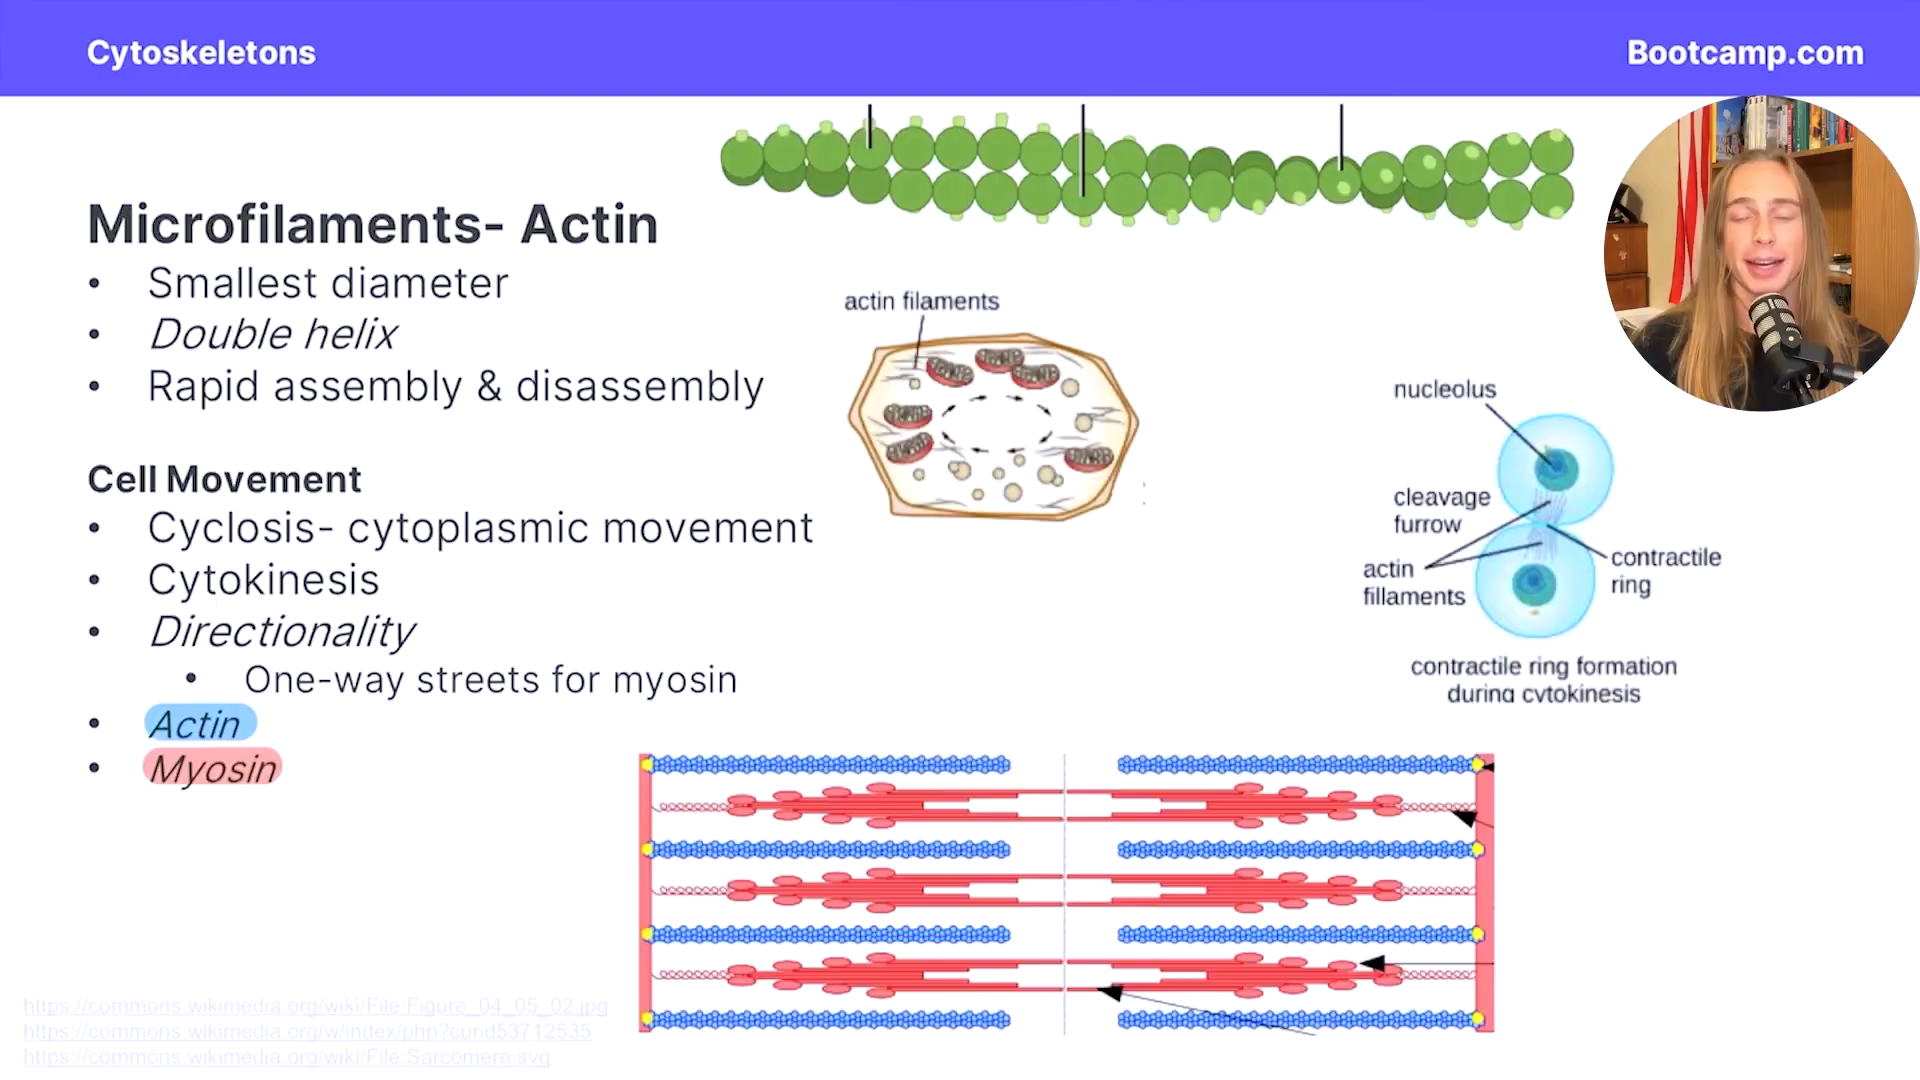 Cytoskeletons
Bootcamp.com
Microfilaments- Actin
• Smallest diameter
• Double helix
• Rapid assembly & disassembly
Cell Movement
• Cyclosis- cytoplasmic movement
• Cytokinesis
• Directionality
• One-way streets for myosin
• Actin
• Myosin
actin filaments
nucleolus
cleavage
furrow
actin
fillaments
contractile
ring
contractile ring formation
during cytokinesis
https://commons.wikimedia.org/wiki/File:Figure_04_05_02.jpg
https://commons.wikimedia.org/w/index/php?curid53712535
https://commons.wikimedia.org/wiki/File:Sarcomere.svg